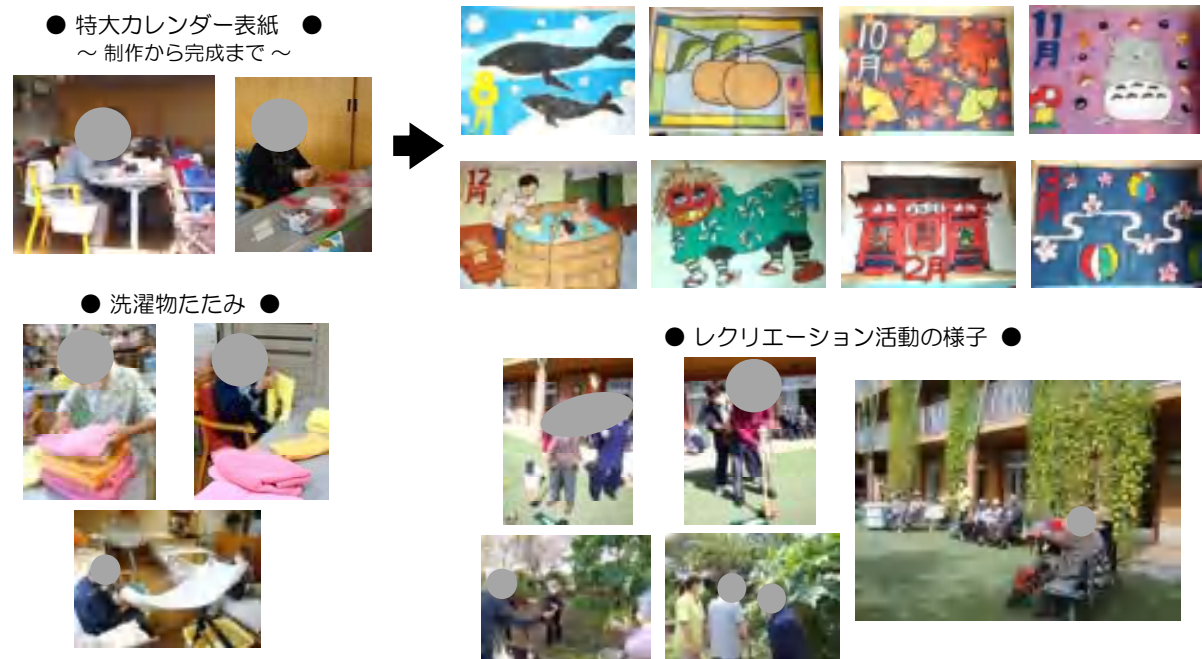 ● 特大カレンダー表紙 ●
～ 制作から完成まで ～
8月
10月
11月
12月
一月
2月
● 洗濯物たたみ ●
● レクリエーション活動の様子 ●